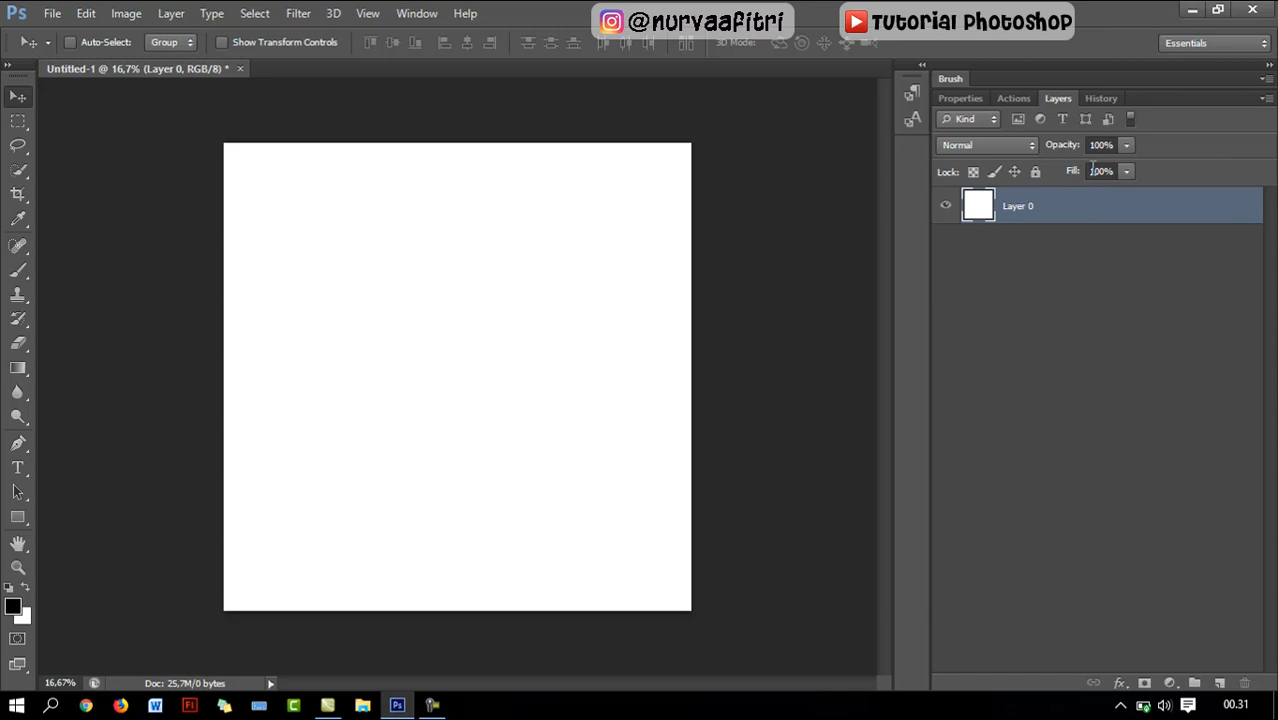 Ps File Edit Image Layer Type Select Filter 3D View Window Help
@nurvaafitri Tutorial Photoshop
Auto-Select: Group Show Transform Controls 3D Mode: Essentials
Untitled-1 @ 16,7% (Layer 0, RGB/8) * ×
Brush
Properties Actions Layers History
Kind
Normal Opacity: 100%
Lock: Fill: 100%
Layer 0
16,67% Doc: 25,7M/0 bytes
00.31